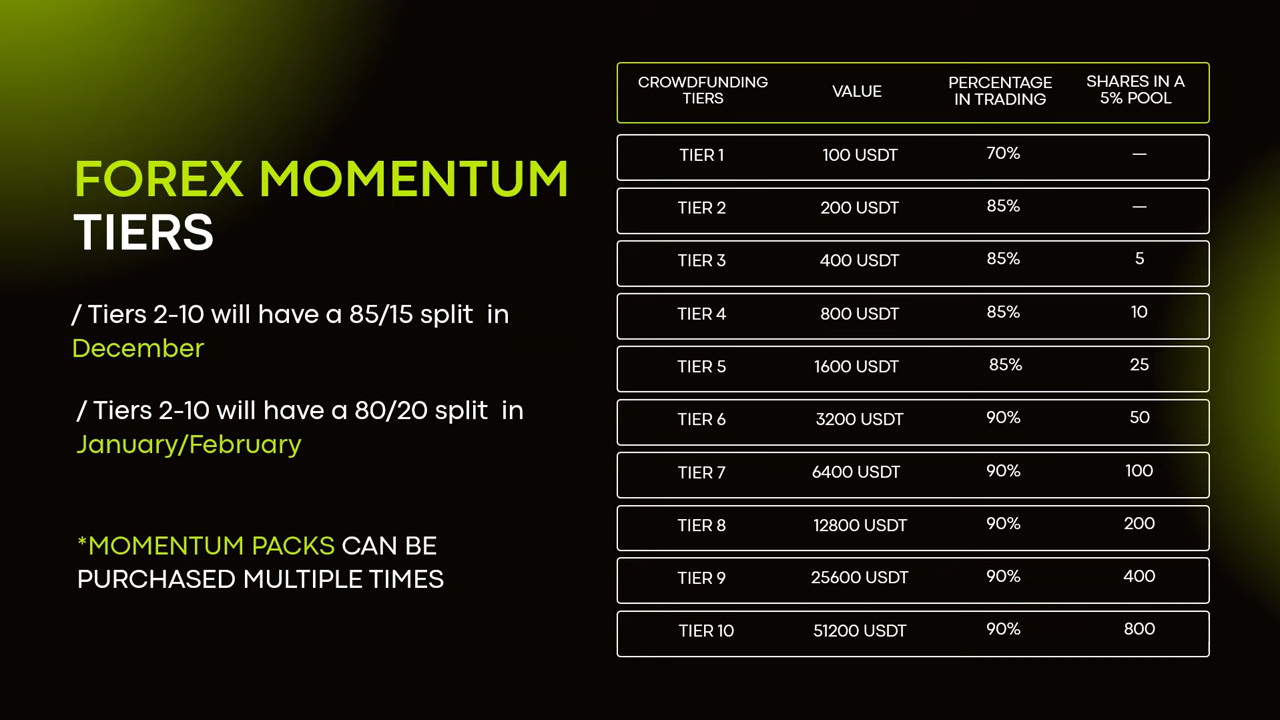 FOREX MOMENTUM
TIERS
/ Tiers 2-10 will have a 85/15 split in
December
/ Tiers 2-10 will have a 80/20 split in
January/February
*MOMENTUM PACKS CAN BE
PURCHASED MULTIPLE TIMES
CROWDFUNDING TIERS VALUE PERCENTAGE IN TRADING SHARES IN A 5% POOL
TIER 1 100 USDT 70% —
TIER 2 200 USDT 85% —
TIER 3 400 USDT 85% 5
TIER 4 800 USDT 85% 10
TIER 5 1600 USDT 85% 25
TIER 6 3200 USDT 90% 50
TIER 7 6400 USDT 90% 100
TIER 8 12800 USDT 90% 200
TIER 9 25600 USDT 90% 400
TIER 10 51200 USDT 90% 800